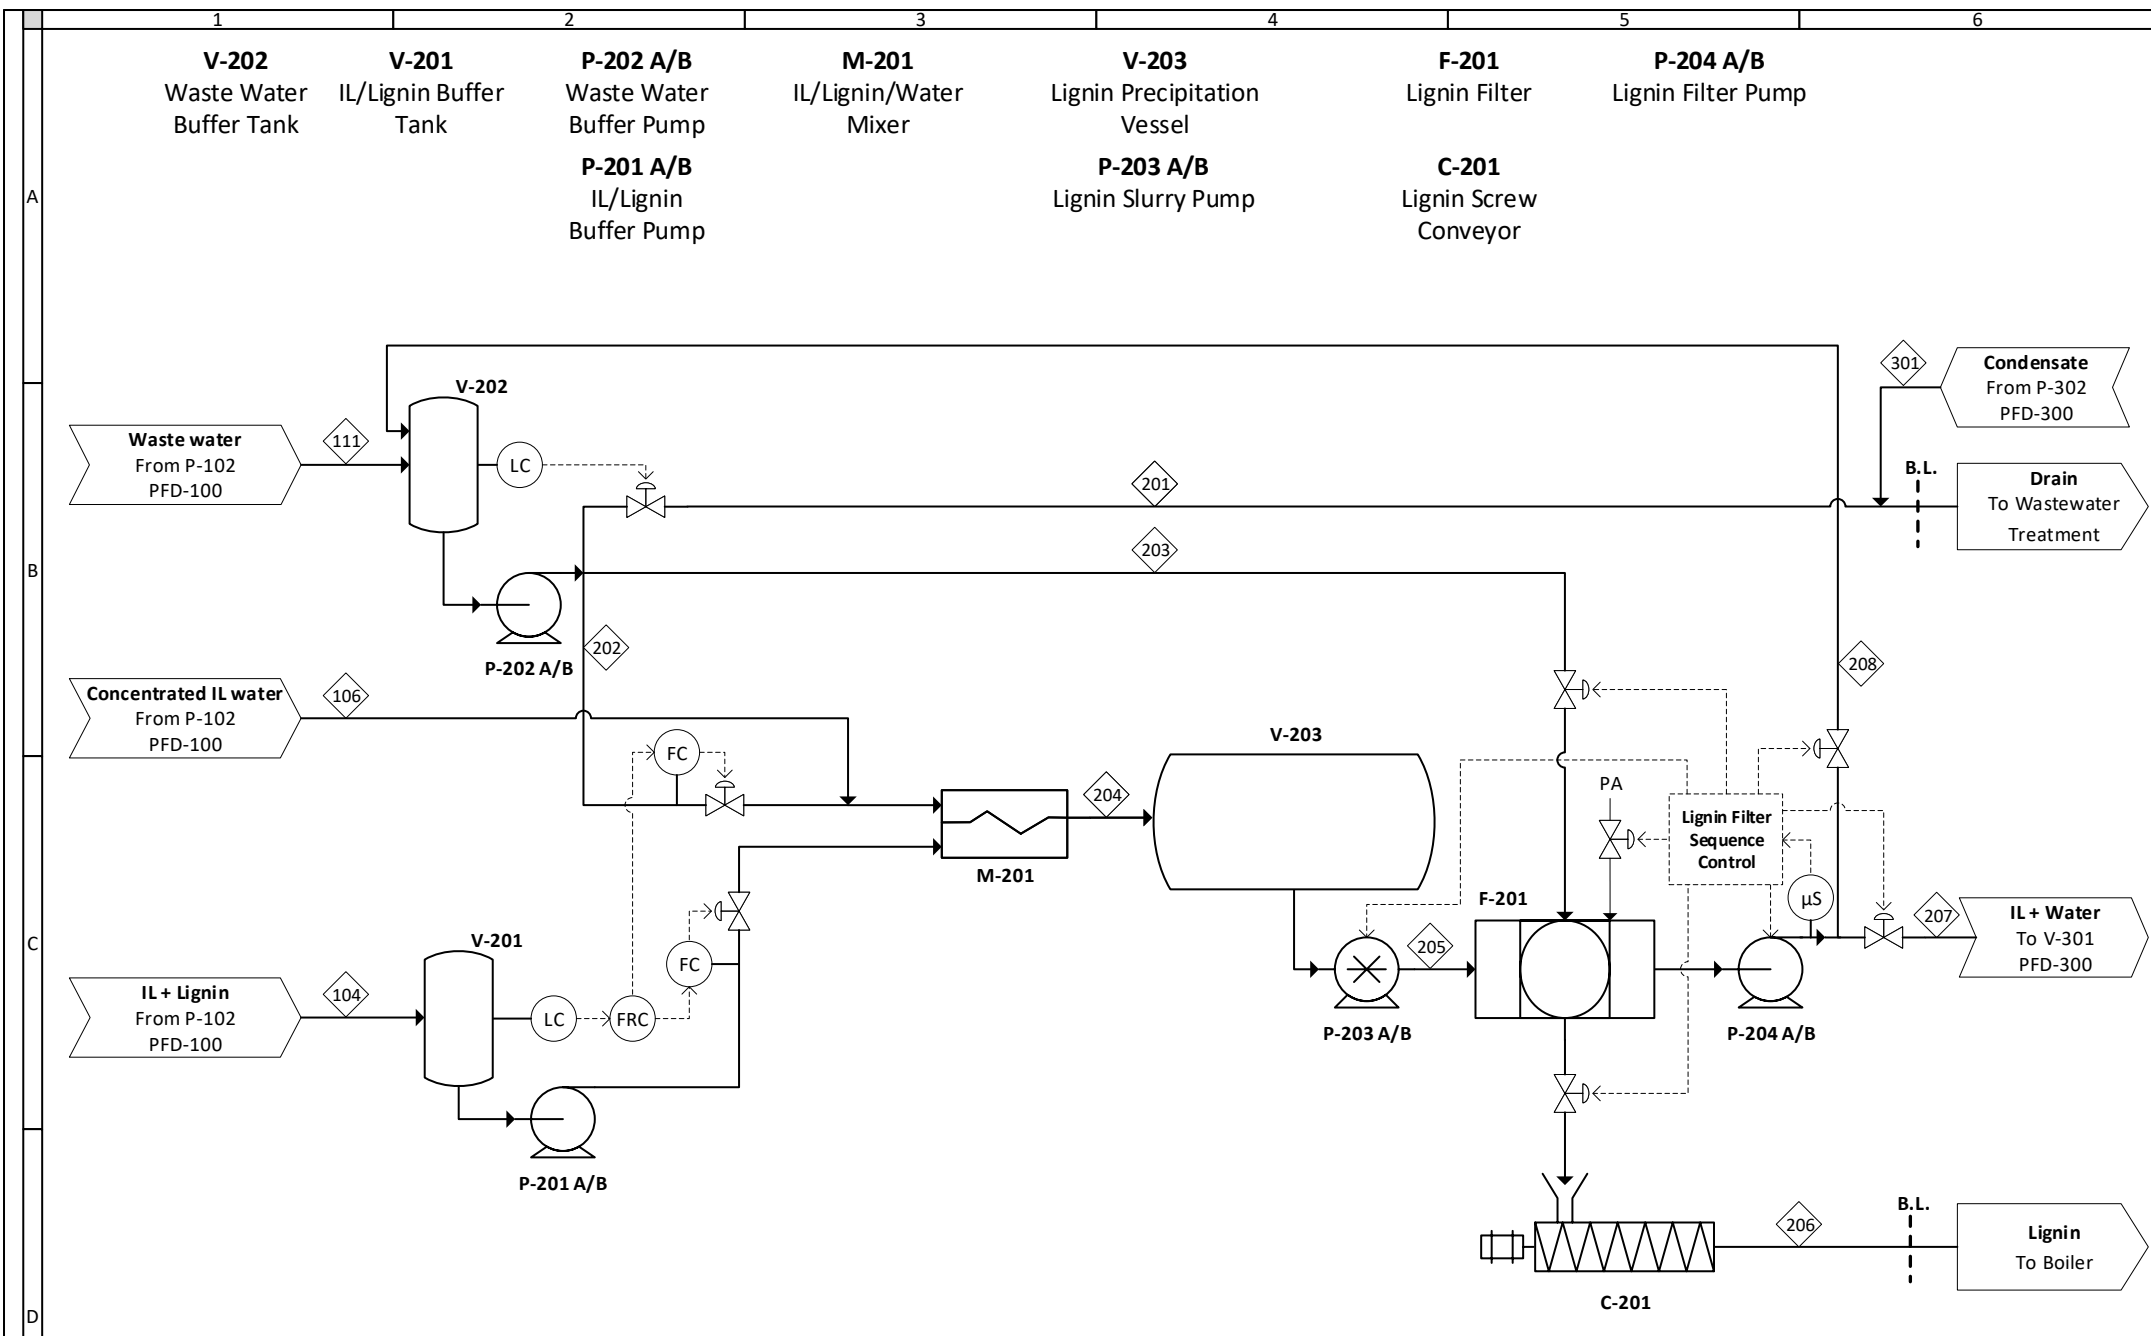 1
2
3
4
5
6
V-202
Waste Water
Buffer Tank
V-201
IL/Lignin Buffer
Tank
P-202 A/B
Waste Water
Buffer Pump
P-201 A/B
IL/Lignin
Buffer Pump
M-201
IL/Lignin/Water
Mixer
V-203
Lignin Precipitation
Vessel
P-203 A/B
Lignin Slurry Pump
F-201
Lignin Filter
C-201
Lignin Screw
Conveyor
P-204 A/B
Lignin Filter Pump
A
B
C
D
301
Condensate
From P-302
PFD-300
V-202
Waste water
From P-102
PFD-100
111
LC
201
B.L.
Drain
To Wastewater
Treatment
203
P-202 A/B
202
208
Concentrated IL water
From P-102
PFD-100
106
FC
V-203
PA
204
Lignin Filter
Sequence
Control
M-201
F-201
µS
207
IL + Water
To V-301
PFD-300
V-201
FC
205
IL + Lignin
From P-102
PFD-100
104
LC
FRC
P-203 A/B
P-204 A/B
P-201 A/B
206
B.L.
Lignin
To Boiler
C-201